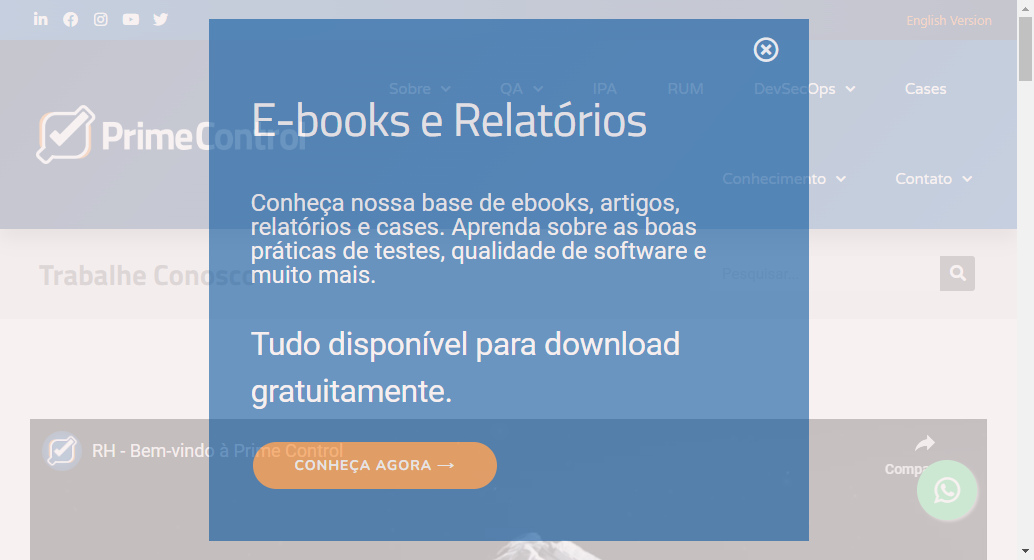 English Version
Sobre
QA
IPA
RUM
DevSecOps
Cases
PrimeControl
Conhecimento
Contato
Trabalhe Conosco
Pesquisar...
E-books e Relatórios
Conheça nossa base de ebooks, artigos,
relatórios e cases. Aprenda sobre as boas
práticas de testes, qualidade de software e
muito mais.
Tudo disponível para download
gratuitamente.
CONHEÇA AGORA →
RH - Bem-vindo à Prime Control